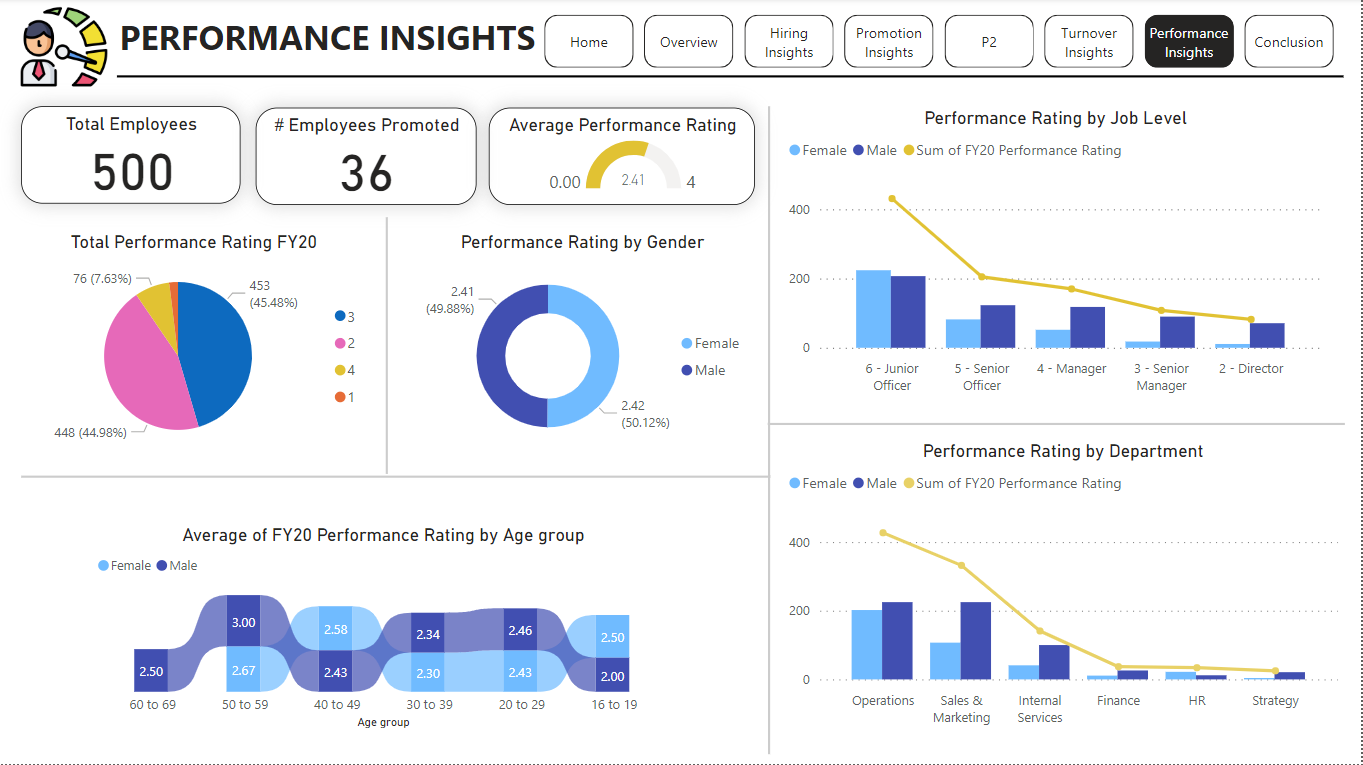 PERFORMANCE INSIGHTS
Home
Overview
Hiring
Insights
Promotion
Insights
P2
Turnover
Insights
Performance
Insights
Conclusion
Total Employees
500
# Employees Promoted
36
Average Performance Rating
0.00
2.41
4
Total Performance Rating FY20
76 (7.63%)
453
(45.48%)
448 (44.98%)
3
2
4
1
Performance Rating by Gender
2.41
(49.88%)
2.42
(50.12%)
Female
Male
Average of FY20 Performance Rating by Age group
Female Male
2.50
3.00
2.67
2.58
2.43
2.34
2.30
2.46
2.43
2.50
2.00
60 to 69
50 to 59
40 to 49
30 to 39
20 to 29
16 to 19
Age group
Performance Rating by Job Level
Female Male Sum of FY20 Performance Rating
400
200
0
6 - Junior
Officer
5 - Senior
Officer
4 - Manager
3 - Senior
Manager
2 - Director
Performance Rating by Department
Female Male Sum of FY20 Performance Rating
400
200
0
Operations
Sales &
Marketing
Internal
Services
Finance
HR
Strategy